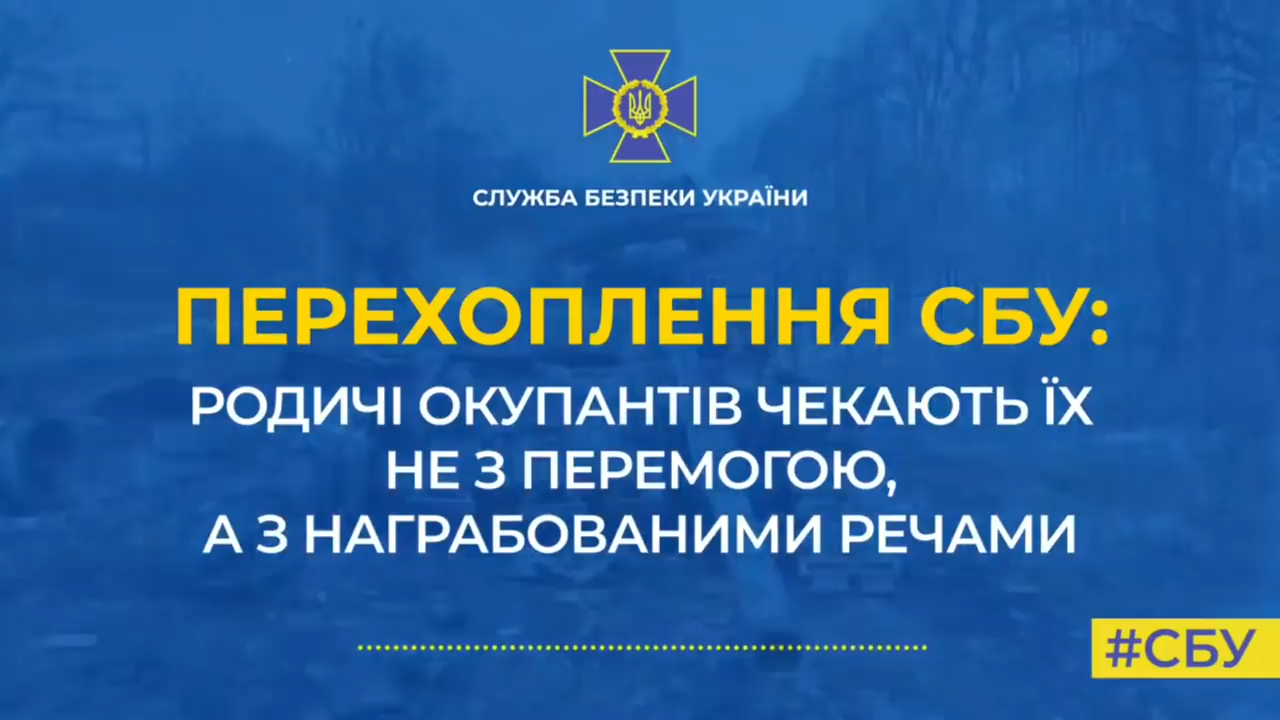 СЛУЖБА БЕЗПЕКИ УКРАЇНИ
ПЕРЕХОПЛЕННЯ СБУ:
РОДИЧІ ОКУПАНТІВ ЧЕКАЮТЬ ЇХ
НЕ З ПЕРЕМОГОЮ,
А З НАГРАБОВАНИМИ РЕЧАМИ
#СБУ